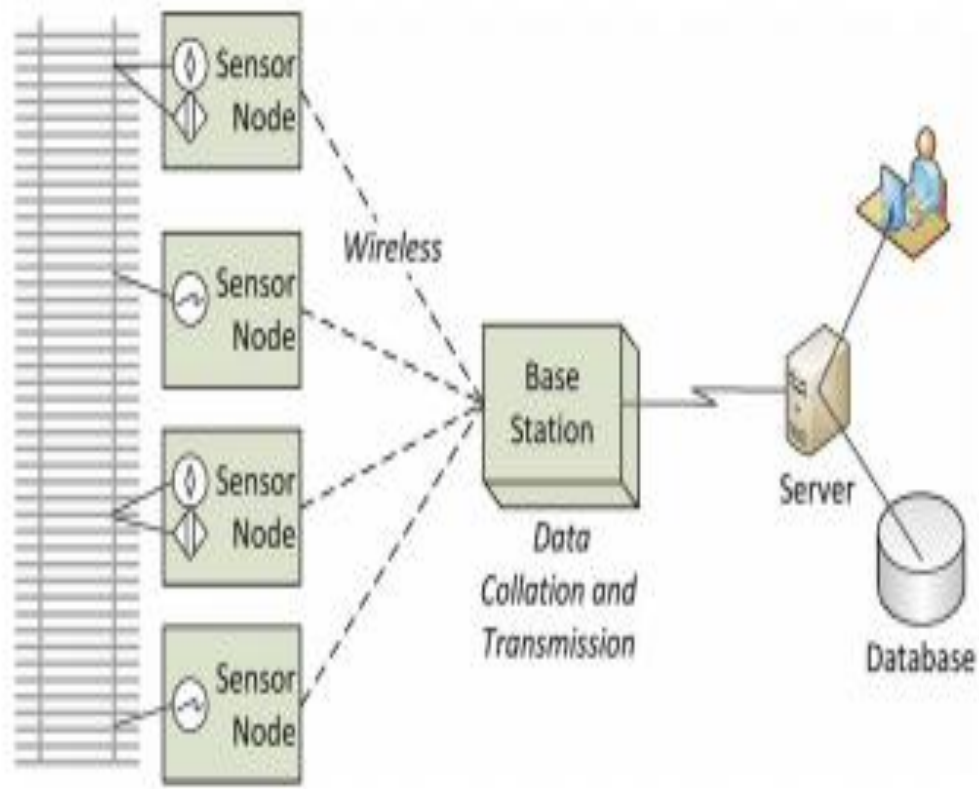 Sensor
Node
Wireless
Sensor
Node
Base
Station
Sensor
Node
Data
Collation and
Transmission
Sensor
Node
Server
Database